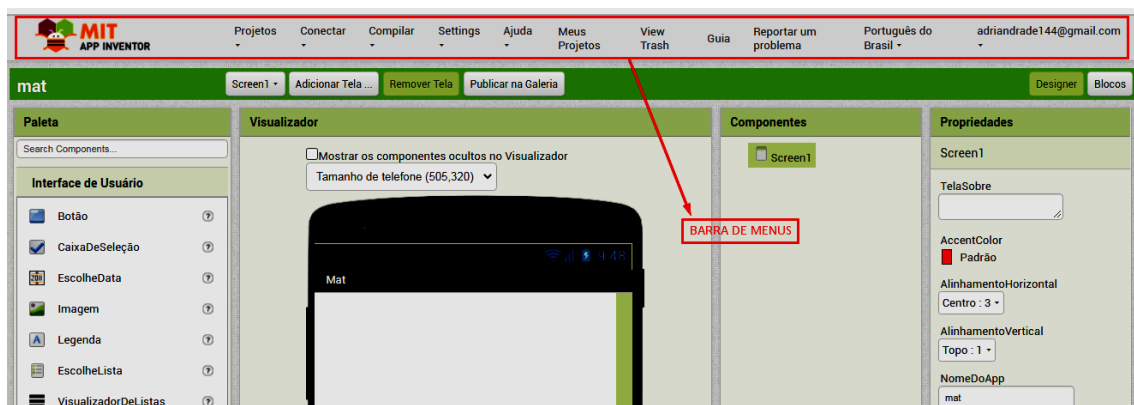 MIT
APP INVENTOR
Projetos
Conectar
Compilar
Settings
Ajuda
Meus
Projetos
View
Trash
Guia
Reportar um
problema
Português do
Brasil
adriandrade144@gmail.com
mat
Screen1
Adicionar Tela ...
Remover Tela
Publicar na Galeria
Designer
Blocos
Paleta
Search Components...
Interface de Usuário
Botão
CaixaDeSeleção
EscolheData
Imagem
Legenda
EscolheLista
VisualizadorDeListas
Visualizador
Mostrar os componentes ocultos no Visualizador
Tamanho de telefone (505,320)
9:48
Mat
BARRA DE MENUS
Componentes
Screen1
Propriedades
Screen1
TelaSobre
AccentColor
Padrão
AlinhamentoHorizontal
Centro : 3
AlinhamentoVertical
Topo : 1
NomeDoApp
mat